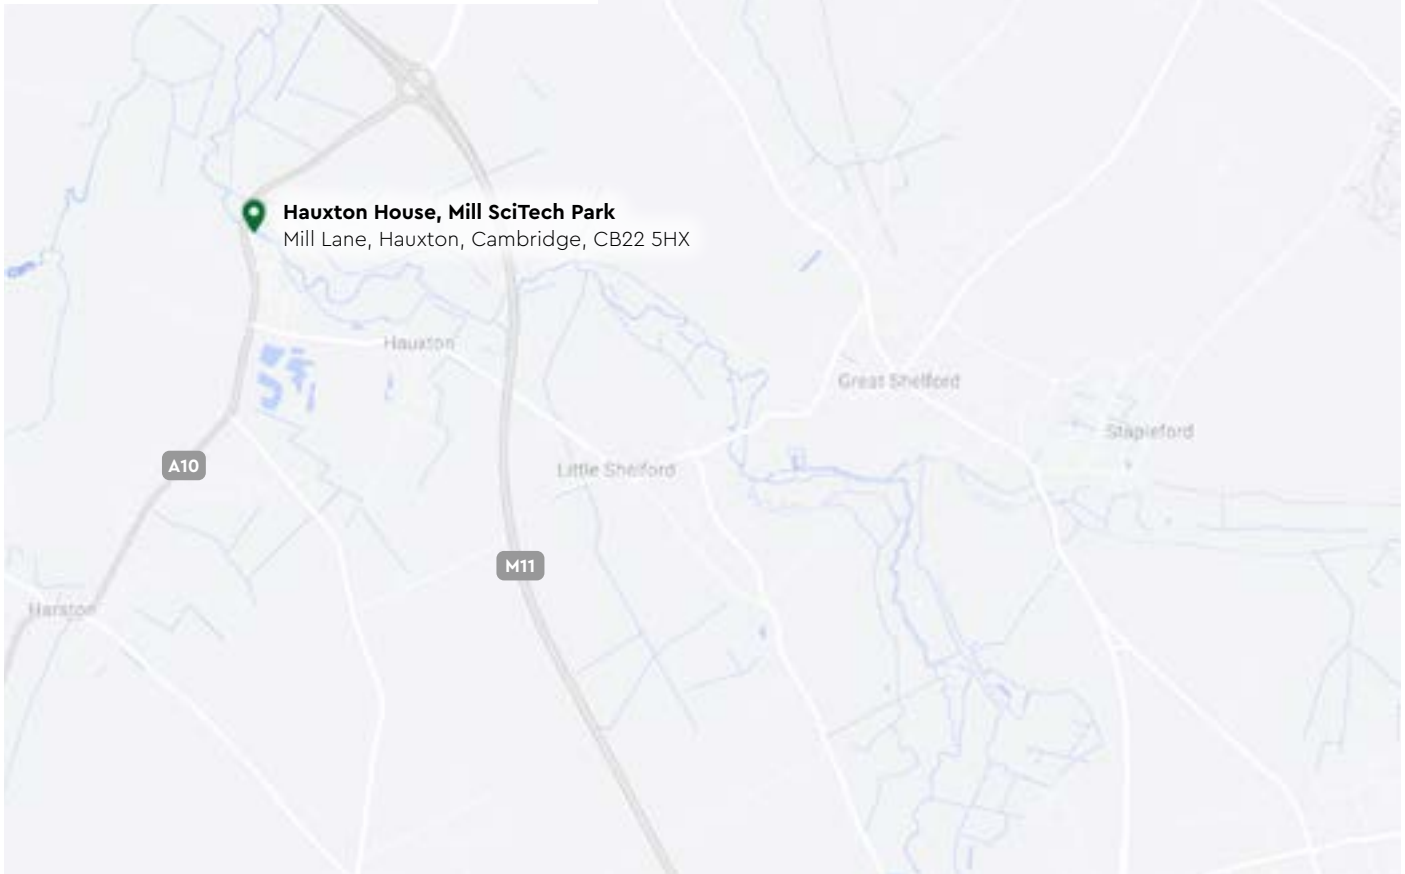 Hauxton House, Mill SciTech Park
Mill Lane, Hauxton, Cambridge, CB22 5HX
Hauxton
Great Shelford
Stapleford
A10
Little Shelford
M11
Harston